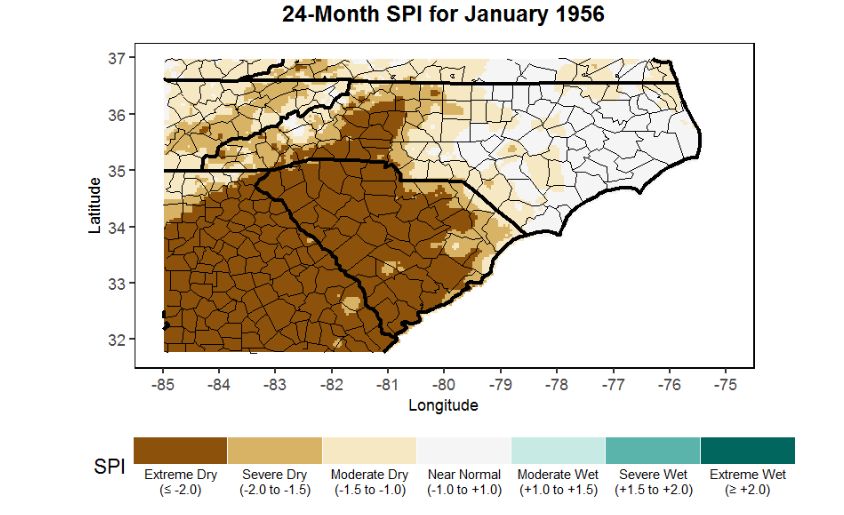 24-Month SPI for January 1956
37
36
35
34
33
32
Latitude
-85 -84 -83 -82 -81 -80 -79 -78 -77 -76 -75
Longitude
SPI
Extreme Dry Severe Dry Moderate Dry Near Normal Moderate Wet Severe Wet Extreme Wet
(≤ -2.0) (-2.0 to -1.5) (-1.5 to -1.0) (-1.0 to +1.0) (+1.0 to +1.5) (+1.5 to +2.0) (≥ +2.0)